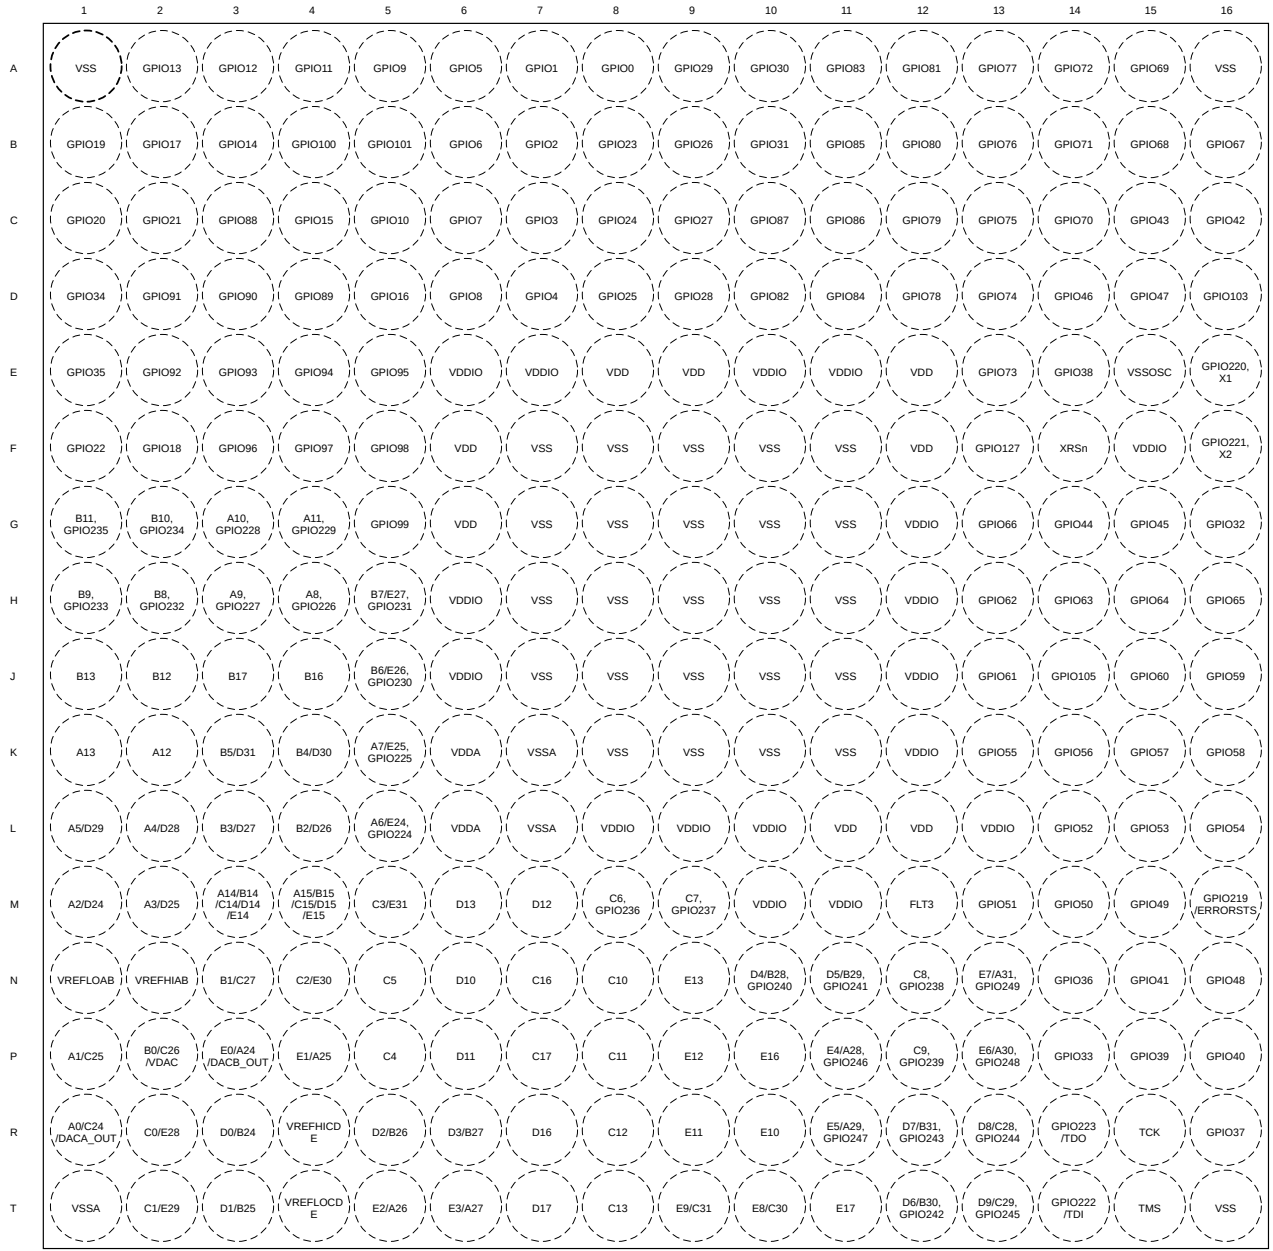 1 2 3 4 5 6 7 8 9 10 11 12 13 14 15 16
A VSS GPIO13 GPIO12 GPIO11 GPIO9 GPIO5 GPIO1 GPIO0 GPIO29 GPIO30 GPIO83 GPIO81 GPIO77 GPIO72 GPIO69 VSS
B GPIO19 GPIO17 GPIO14 GPIO100 GPIO101 GPIO6 GPIO2 GPIO23 GPIO26 GPIO31 GPIO85 GPIO80 GPIO76 GPIO71 GPIO68 GPIO67
C GPIO20 GPIO21 GPIO88 GPIO15 GPIO10 GPIO7 GPIO3 GPIO24 GPIO27 GPIO87 GPIO86 GPIO79 GPIO75 GPIO70 GPIO43 GPIO42
D GPIO34 GPIO91 GPIO90 GPIO89 GPIO16 GPIO8 GPIO4 GPIO25 GPIO28 GPIO82 GPIO84 GPIO78 GPIO74 GPIO46 GPIO47 GPIO103
E GPIO35 GPIO92 GPIO93 GPIO94 GPIO95 VDDIO VDDIO VDD VDD VDDIO VDDIO VDD GPIO73 GPIO38 VSSOSC GPIO220, X1
F GPIO22 GPIO18 GPIO96 GPIO97 GPIO98 VDD VSS VSS VSS VSS VSS VDD GPIO127 XRSn VDDIO GPIO221, X2
G B11, GPIO235 B10, GPIO234 A10, GPIO228 A11, GPIO229 GPIO99 VDD VSS VSS VSS VSS VSS VDDIO GPIO66 GPIO44 GPIO45 GPIO32
H B9, GPIO233 B8, GPIO232 A9, GPIO227 A8, GPIO226 B7/E27, GPIO231 VDDIO VSS VSS VSS VSS VSS VDDIO GPIO62 GPIO63 GPIO64 GPIO65
J B13 B12 B17 B16 B6/E26, GPIO230 VDDIO VSS VSS VSS VSS VSS VDDIO GPIO61 GPIO105 GPIO60 GPIO59
K A13 A12 B5/D31 B4/D30 A7/E25, GPIO225 VDDA VSSA VSS VSS VSS VSS VDDIO GPIO55 GPIO56 GPIO57 GPIO58
L A5/D29 A4/D28 B3/D27 B2/D26 A6/E24, GPIO224 VDDA VSSA VDDIO VDDIO VDDIO VDD VDD VDDIO GPIO52 GPIO53 GPIO54
M A2/D24 A3/D25 A14/B14 /C14/D14 /E14 A15/B15 /C15/D15 /E15 C3/E31 D13 D12 C6, GPIO236 C7, GPIO237 VDDIO VDDIO FLT3 GPIO51 GPIO50 GPIO49 GPIO219 /ERRORSTS
N VREFLOAB VREFHIAB B1/C27 C2/E30 C5 D10 C16 C10 E13 D4/B28, GPIO240 D5/B29, GPIO241 C8, GPIO238 E7/A31, GPIO249 GPIO36 GPIO41 GPIO48
P A1/C25 B0/C26 /VDAC E0/A24 /DACB_OUT E1/A25 C4 D11 C17 C11 E12 E16 E4/A28, GPIO246 C9, GPIO239 E6/A30, GPIO248 GPIO33 GPIO39 GPIO40
R A0/C24 /DACA_OUT C0/E28 D0/B24 VREFHICD E D2/B26 D3/B27 D16 C12 E11 E10 E5/A29, GPIO247 D7/B31, GPIO243 D8/C28, GPIO244 GPIO223 /TDO TCK GPIO37
T VSSA C1/E29 D1/B25 VREFLOCD E E2/A26 E3/A27 D17 C13 E9/C31 E8/C30 E17 D6/B30, GPIO242 D9/C29, GPIO245 GPIO222 /TDI TMS VSS